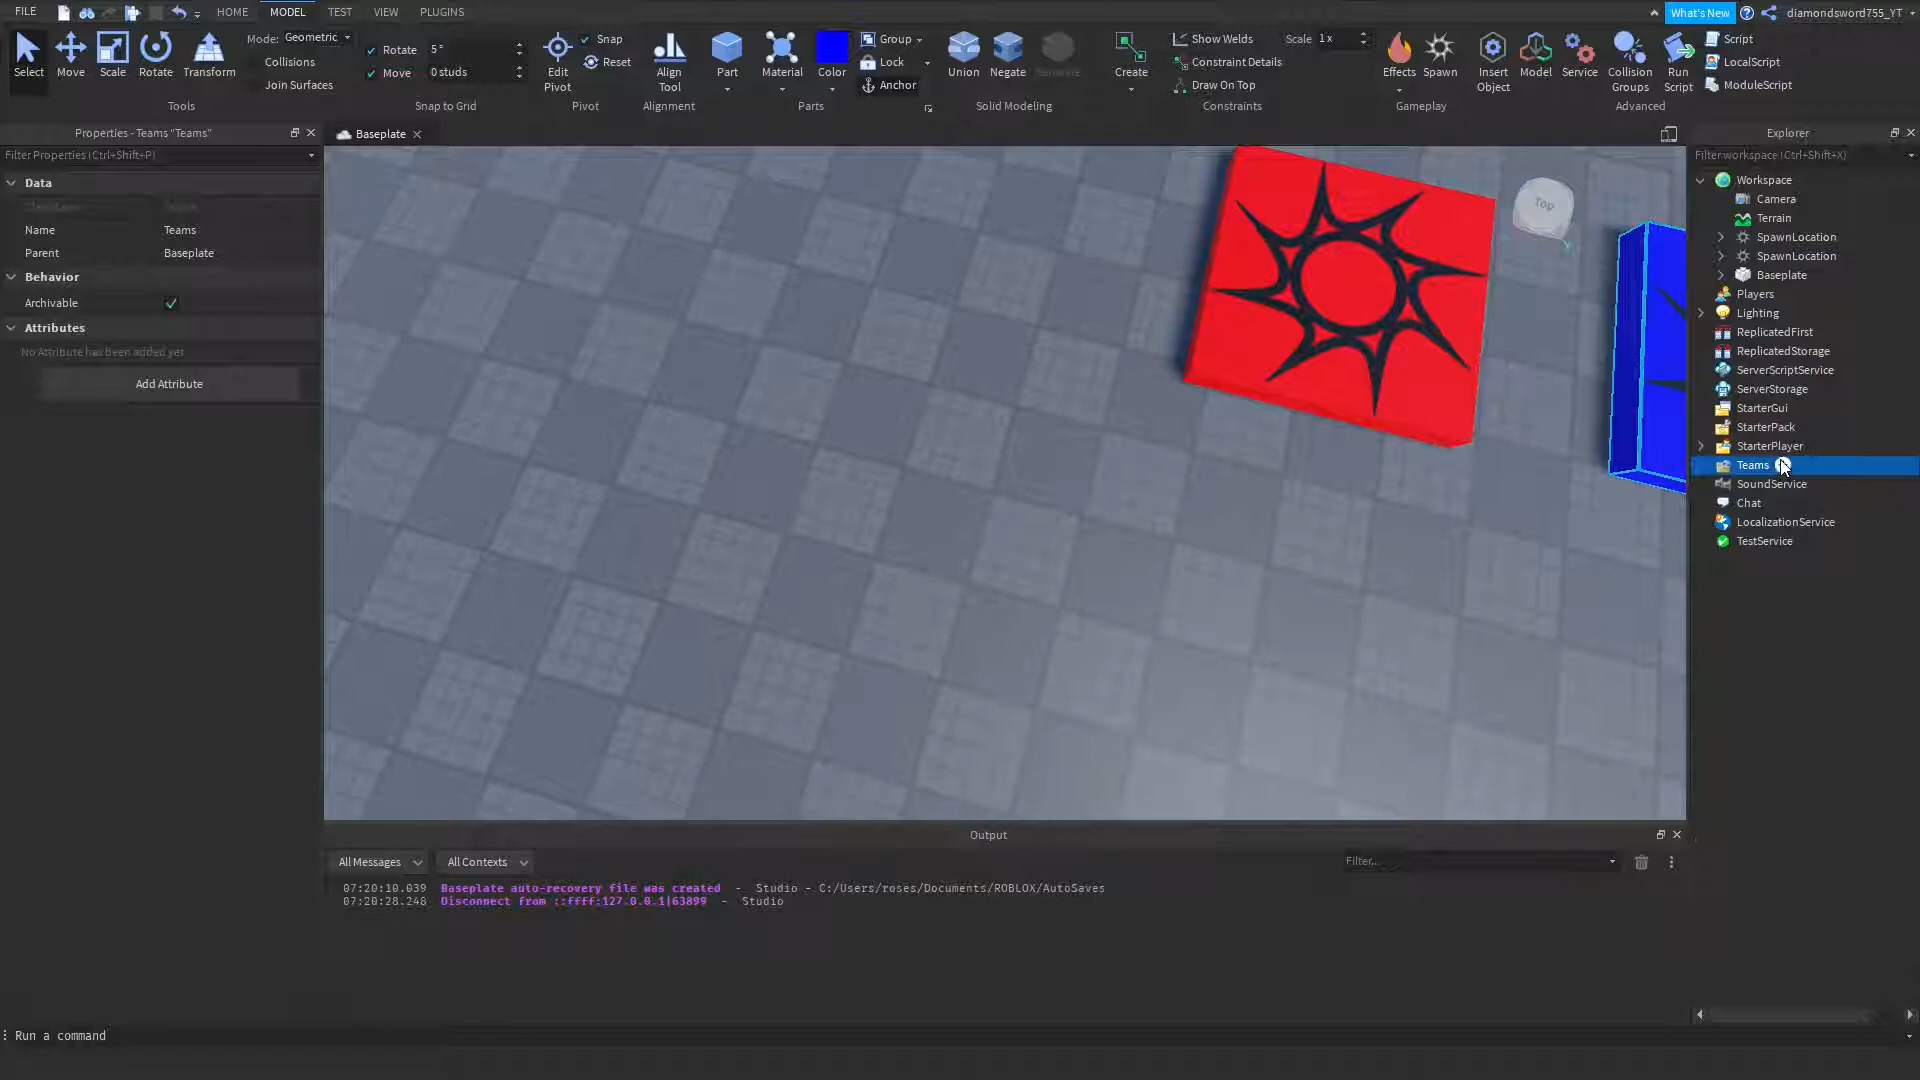 FILE HOME MODEL TEST VIEW PLUGINS What's New diamondsword755_YT
Select Move Scale Rotate Transform
Mode: Geometric
Collisions
Join Surfaces
Tools
Rotate 5°
Move 0 studs
Snap to Grid
Edit Pivot
Snap
Reset
Pivot
Align Tool
Alignment
Part Material Color
Group
Lock
Anchor
Parts
Union Negate
Solid Modeling
Create
Show Welds
Constraint Details
Draw On Top
Scale 1x
Constraints
Effects Spawn
Gameplay
Insert Object
Model
Service
Collision Groups
Run Script
Script
LocalScript
ModuleScript
Advanced
Properties - Teams "Teams"
Filter Properties (Ctrl+Shift+P)
Data
Name Teams
Parent Baseplate
Behavior
Archivable
Attributes
No Attribute has been added yet
Add Attribute
Baseplate
Top
Explorer
Filter workspace (Ctrl+Shift+X)
Workspace
Camera
Terrain
SpawnLocation
SpawnLocation
Baseplate
Players
Lighting
ReplicatedFirst
ReplicatedStorage
ServerScriptService
ServerStorage
StarterGui
StarterPack
StarterPlayer
Teams
SoundService
Chat
LocalizationService
TestService
Output
All Messages All Contexts Filter...
07:20:10.039 Baseplate auto-recovery file was created - Studio - C:/Users/roses/Documents/ROBLOX/AutoSaves
07:20:28.248 Disconnect from ::ffff:127.0.0.1|63899 - Studio
Run a command